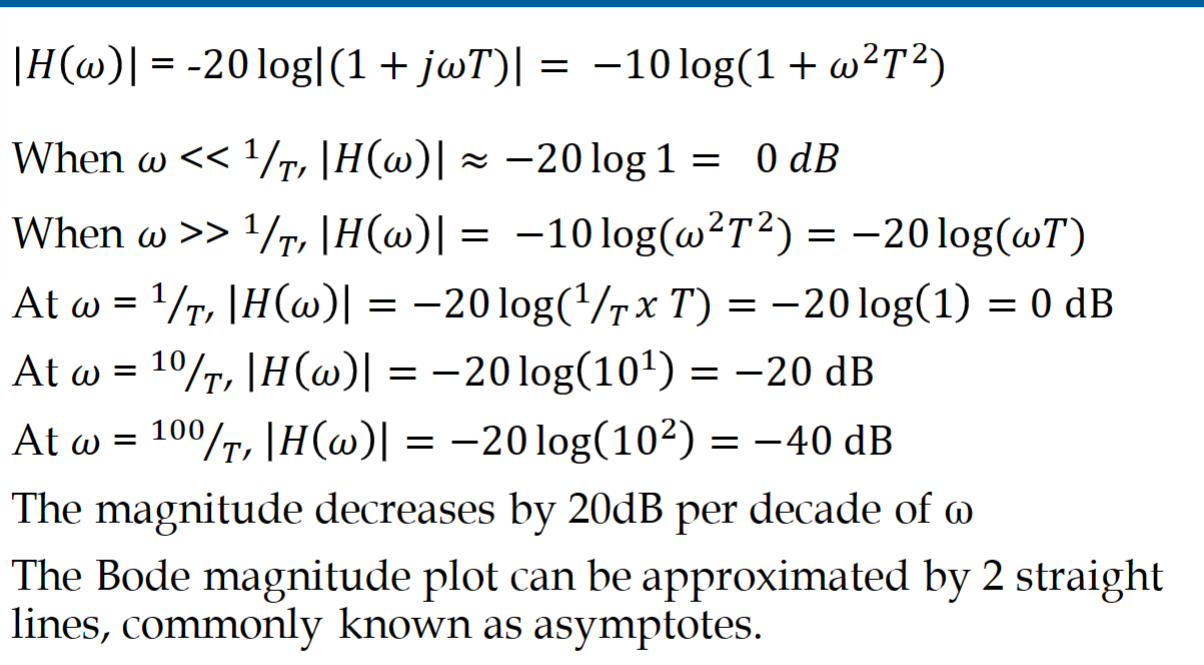 |H(ω)| = -20 log|(1 + jωT)| = −10 log(1 + ω²T²)
When ω << ¹/T, |H(ω)| ≈ −20 log 1 = 0 dB
When ω >> ¹/T, |H(ω)| = −10 log(ω²T²) = −20 log(ωT)
At ω = ¹/T, |H(ω)| = −20 log(¹/T x T) = −20 log(1) = 0 dB
At ω = ¹⁰/T, |H(ω)| = −20 log(10¹) = −20 dB
At ω = ¹⁰⁰/T, |H(ω)| = −20 log(10²) = −40 dB
The magnitude decreases by 20dB per decade of ω
The Bode magnitude plot can be approximated by 2 straight
lines, commonly known as asymptotes.